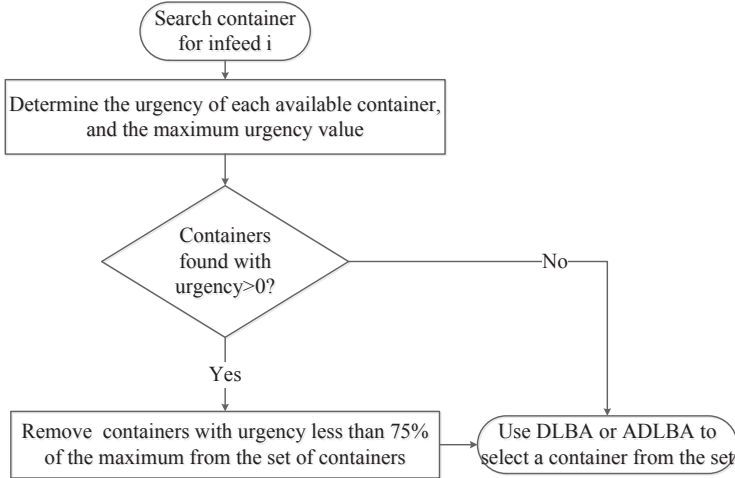 Search container
for infeed i
Determine the urgency of each available container,
and the maximum urgency value
Containers
found with
urgency>0?
No
Yes
Remove containers with urgency less than 75%
of the maximum from the set of containers
Use DLBA or ADLBA to
select a container from the set